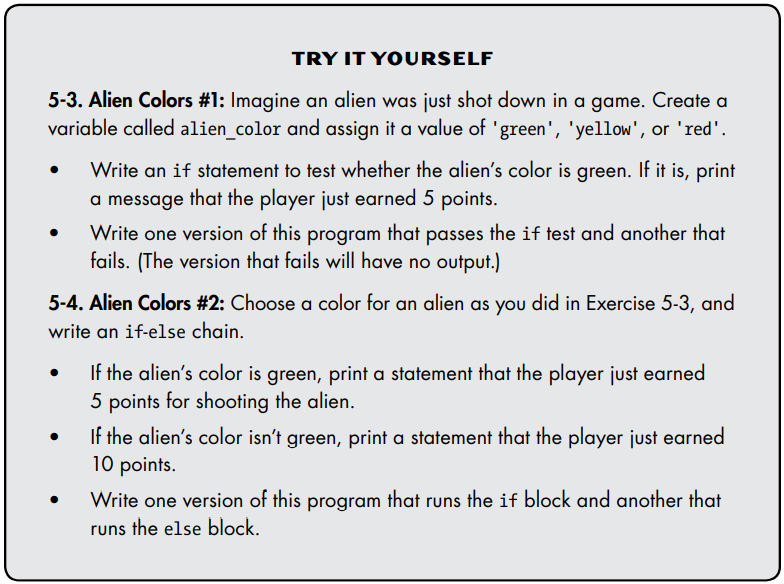 TRY IT YOURSELF
5-3. Alien Colors #1: Imagine an alien was just shot down in a game. Create a
variable called alien_color and assign it a value of 'green', 'yellow', or 'red'.
• Write an if statement to test whether the alien’s color is green. If it is, print
a message that the player just earned 5 points.
• Write one version of this program that passes the if test and another that
fails. (The version that fails will have no output.)
5-4. Alien Colors #2: Choose a color for an alien as you did in Exercise 5-3, and
write an if-else chain.
• If the alien’s color is green, print a statement that the player just earned
5 points for shooting the alien.
• If the alien’s color isn’t green, print a statement that the player just earned
10 points.
• Write one version of this program that runs the if block and another that
runs the else block.